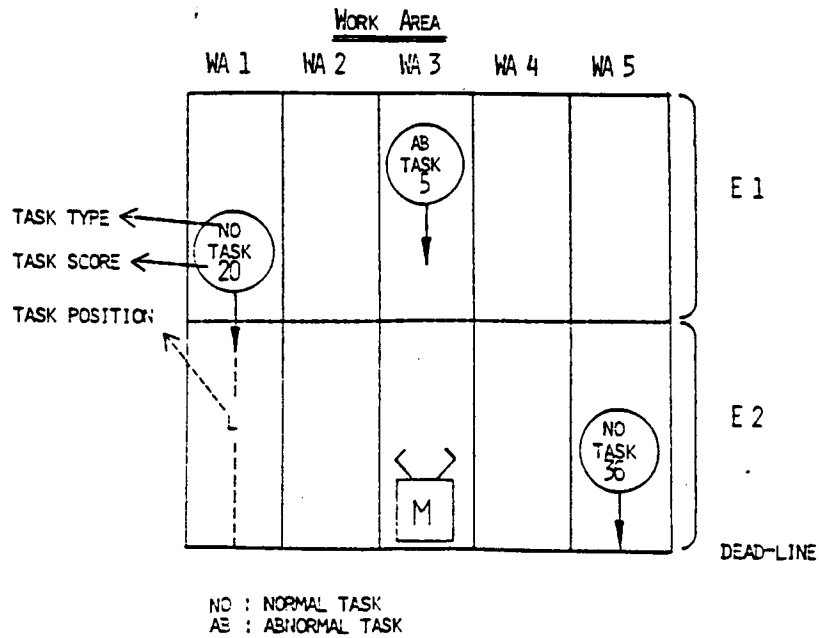 WORK AREA
WA 1 WA 2 WA 3 WA 4 WA 5
AB
TASK
5
E 1
TASK TYPE
NO
TASK
20
TASK SCORE
TASK POSITION
E 2
NO
TASK
36
M
DEAD-LINE
NO : NORMAL TASK
AB : ABNORMAL TASK